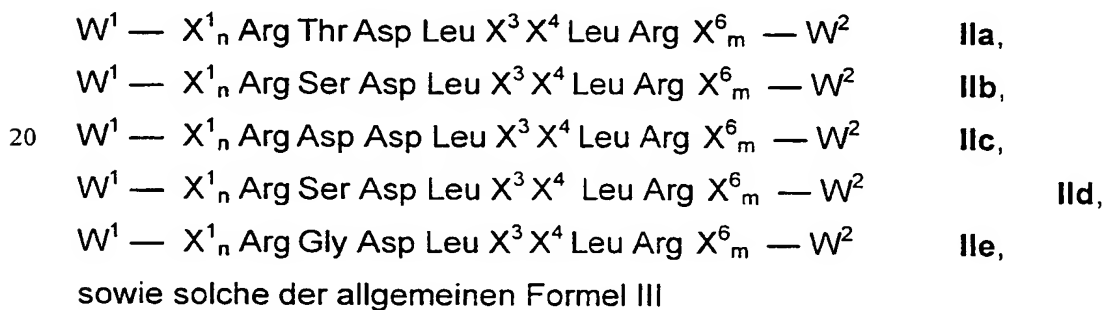 W¹ — X¹ₙ Arg Thr Asp Leu X³ X⁴ Leu Arg X⁶ₘ — W² IIa,
W¹ — X¹ₙ Arg Ser Asp Leu X³ X⁴ Leu Arg X⁶ₘ — W² IIb,
20 W¹ — X¹ₙ Arg Asp Asp Leu X³ X⁴ Leu Arg X⁶ₘ — W² IIc,
W¹ — X¹ₙ Arg Ser Asp Leu X³ X⁴ Leu Arg X⁶ₘ — W² IId,
W¹ — X¹ₙ Arg Gly Asp Leu X³ X⁴ Leu Arg X⁶ₘ — W² IIe,
sowie solche der allgemeinen Formel III